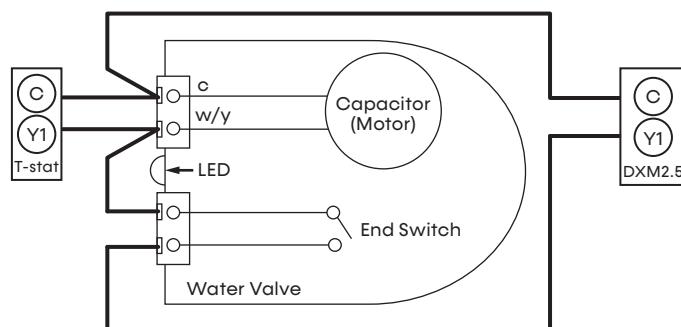 C
Y1
T-stat
c
w/y
Capacitor
(Motor)
LED
End Switch
Water Valve
C
Y1
DXM2.5